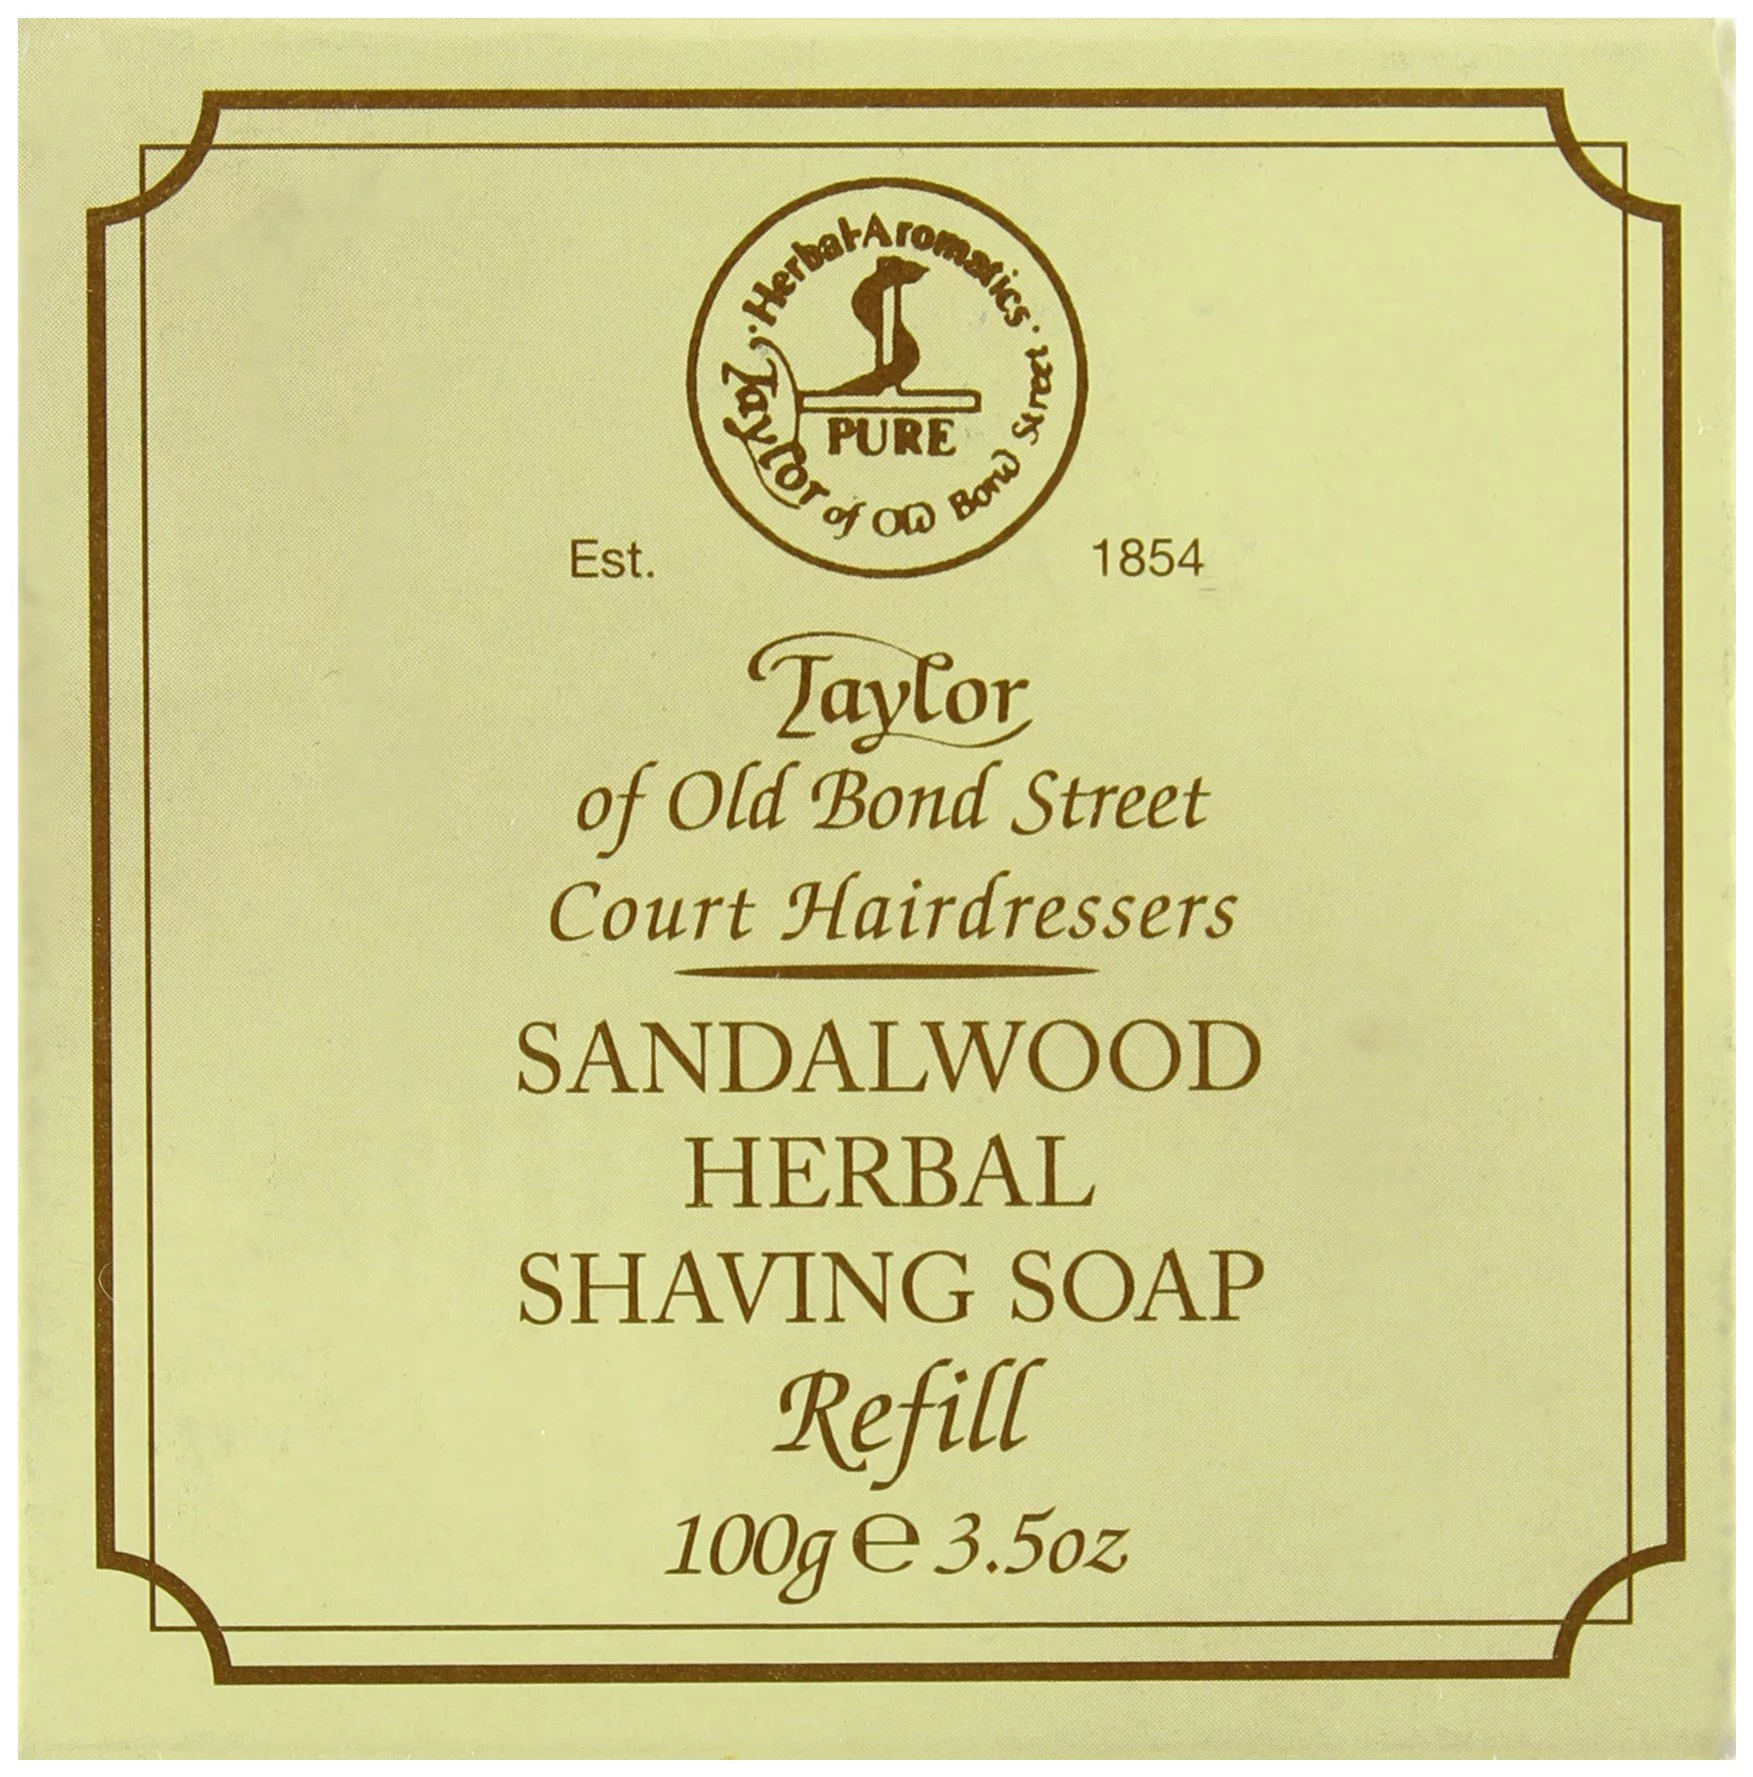 ·Herbal-Aromatics·
PURE
Taylor of Old Bond Street
Est. 1854
Taylor
of Old Bond Street
Court Hairdressers
SANDALWOOD
HERBAL
SHAVING SOAP
Refill
100g e 3.5oz